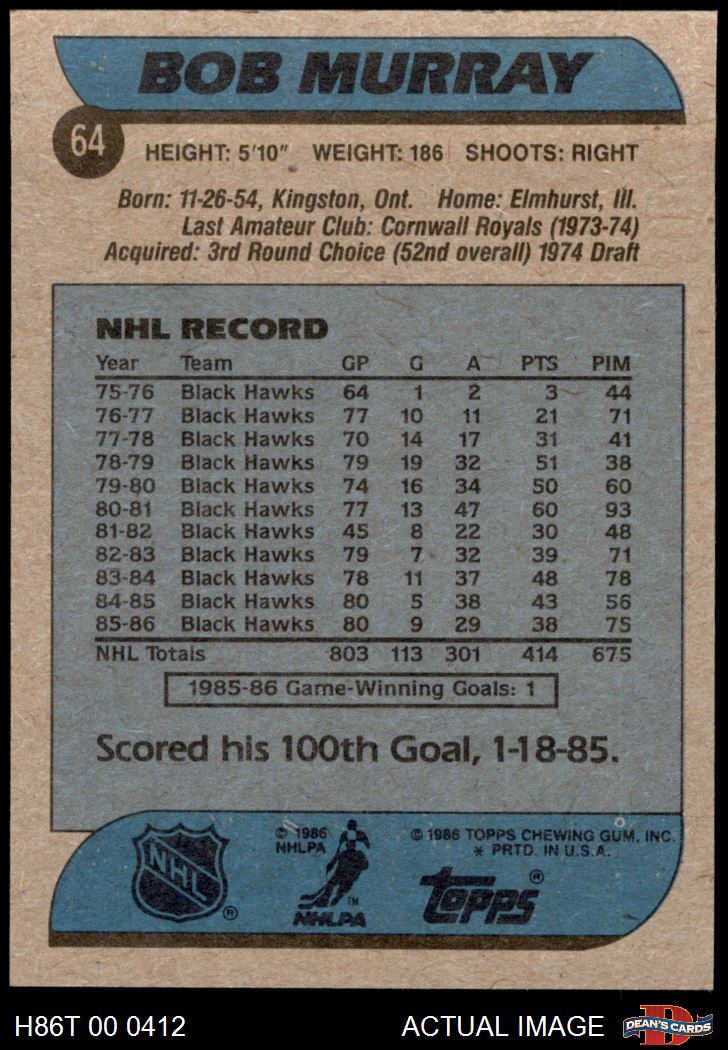 BOB MURRAY
64
HEIGHT: 5'10" WEIGHT: 186 SHOOTS: RIGHT
Born: 11-26-54, Kingston, Ont. Home: Elmhurst, Ill.
Last Amateur Club: Cornwall Royals (1973-74)
Acquired: 3rd Round Choice (52nd overall) 1974 Draft
NHL RECORD
Year Team GP G A PTS PIM
75-76 Black Hawks 64 1 2 3 44
76-77 Black Hawks 77 10 11 21 71
77-78 Black Hawks 70 14 17 31 41
78-79 Black Hawks 79 19 32 51 38
79-80 Black Hawks 74 16 34 50 60
80-81 Black Hawks 77 13 47 60 93
81-82 Black Hawks 45 8 22 30 48
82-83 Black Hawks 79 7 32 39 71
83-84 Black Hawks 78 11 37 48 78
84-85 Black Hawks 80 5 38 43 56
85-86 Black Hawks 80 9 29 38 75
NHL Totals 803 113 301 414 675
1985-86 Game-Winning Goals: 1
Scored his 100th Goal, 1-18-85.
NHL ®
© 1986
NHLPA
TM
NHLPA
© 1986 TOPPS CHEWING GUM, INC.
* PRTD. IN U.S.A.
topps ®
H86T 00 0412 ACTUAL IMAGE
D
DEAN'S CARDS